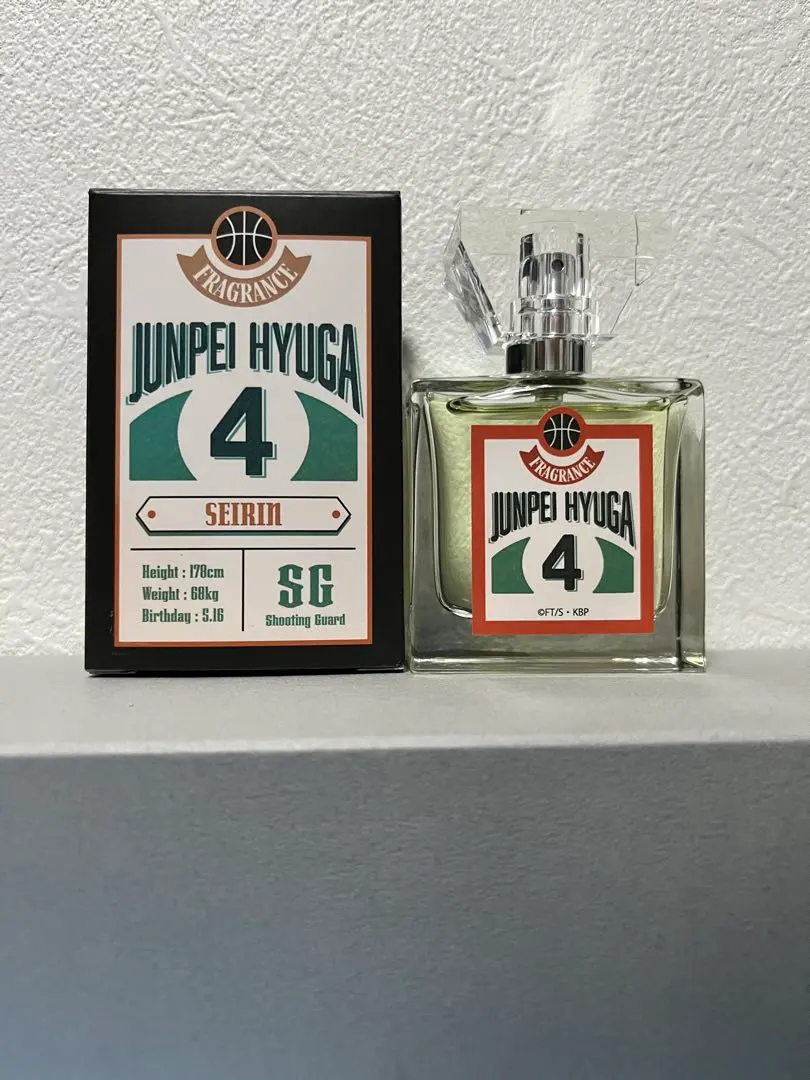 FRAGRANCE
JUNPEI HYUGA
4
SEIRIN
Height : 178cm
Weight : 68kg
Birthday : 5.16
SG
Shooting Guard
FRAGRANCE
JUNPEI HYUGA
4
©FT/S・KBP